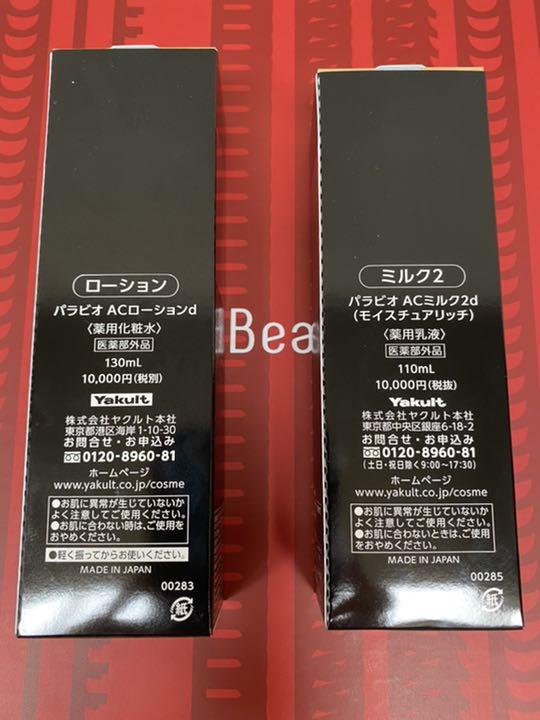 ローション
パラビオ ACローションd
〈薬用化粧水〉
医薬部外品
130mL
10,000円(税別)
Yakult
株式会社ヤクルト本社
東京都港区海岸1-10-30
お問合せ・お申込み
0120-8960-81
ホームページ
www.yakult.co.jp/cosme
●お肌に異常が生じていないか
よく注意してご使用ください。
●お肌に合わない時は、ご使用
をおやめください。
●軽く振ってからお使いください。
MADE IN JAPAN
00283
紙
Bea
ミルク2
パラビオ ACミルク2d
(モイスチュアリッチ)
〈薬用乳液〉
医薬部外品
110mL
10,000円(税抜)
Yakult
株式会社ヤクルト本社
東京都中央区銀座6-18-2
お問合せ・お申込み
0120-8960-81
(土日・祝日除く9:00~17:30)
ホームページ
www.yakult.co.jp/cosme
●お肌に異常が生じていないか
よく注意してご使用ください。
●お肌に合わないときは、ご使用
をおやめください。
MADE IN JAPAN
00285
紙